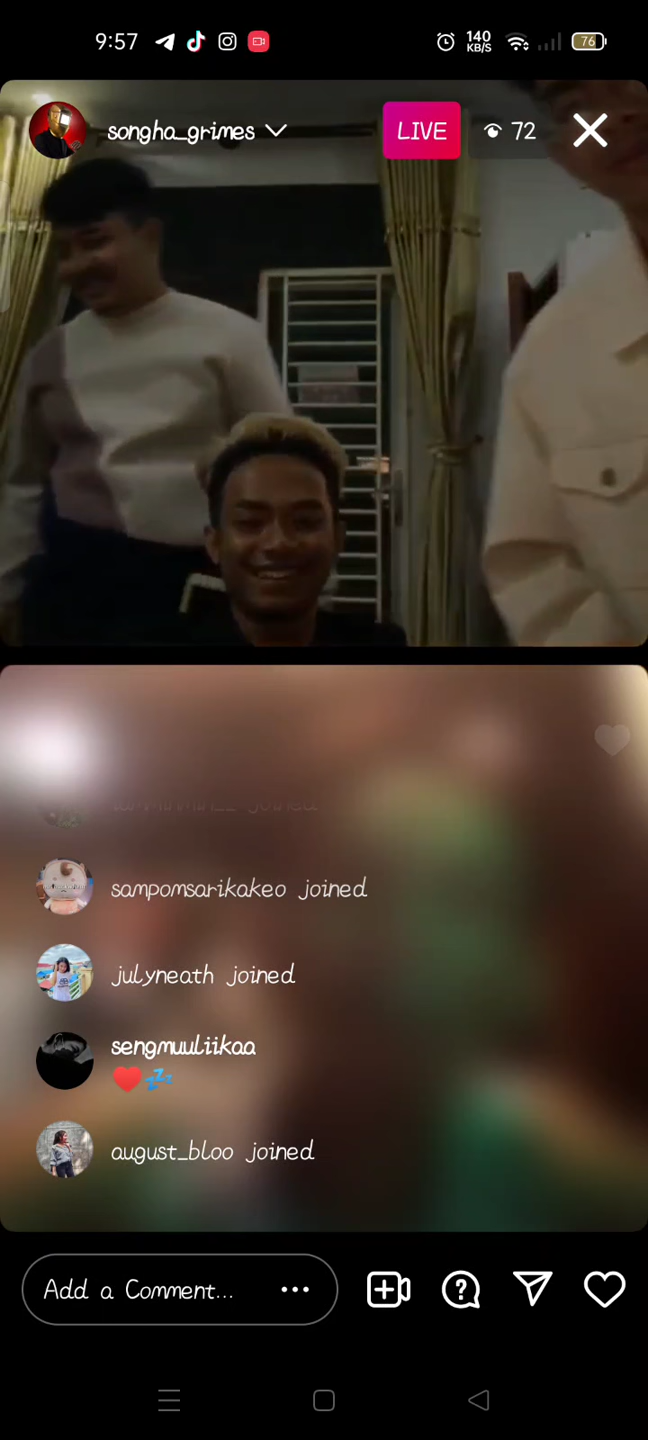 9:57
140
KB/S
76
songha_grimes
LIVE
72
sampomsarikakeo joined
julyneath joined
sengmuuliikaa
❤️💤
august_bloo joined
Add a Comment...